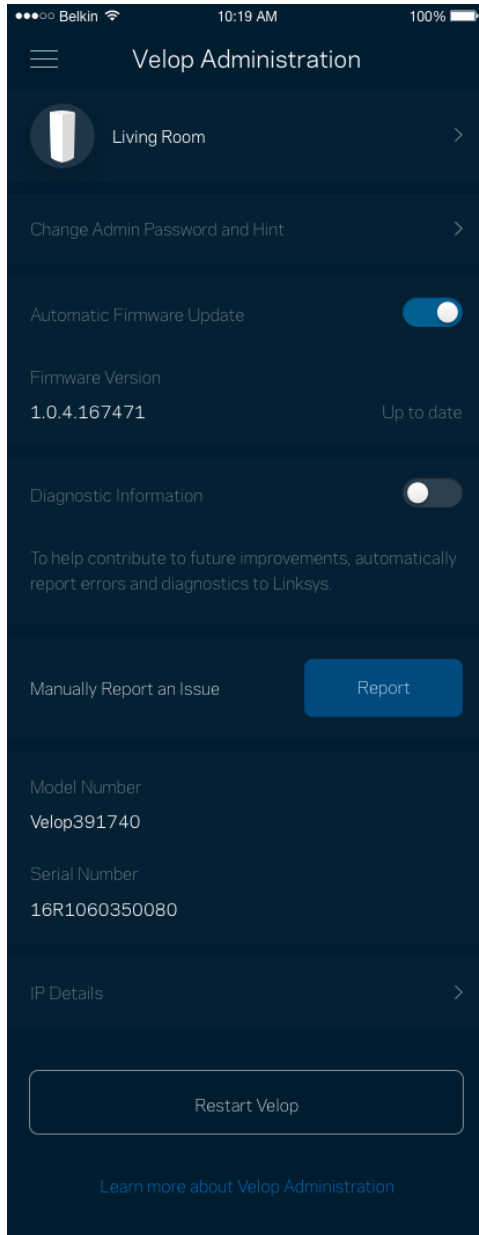 Belkin 10:19 AM 100%
Velop Administration
Living Room
Change Admin Password and Hint
Automatic Firmware Update
Firmware Version
1.0.4.167471 Up to date
Diagnostic Information
To help contribute to future improvements, automatically
report errors and diagnostics to Linksys.
Manually Report an Issue Report
Model Number
Velop391740
Serial Number
16R1060350080
IP Details
Restart Velop
Learn more about Velop Administration